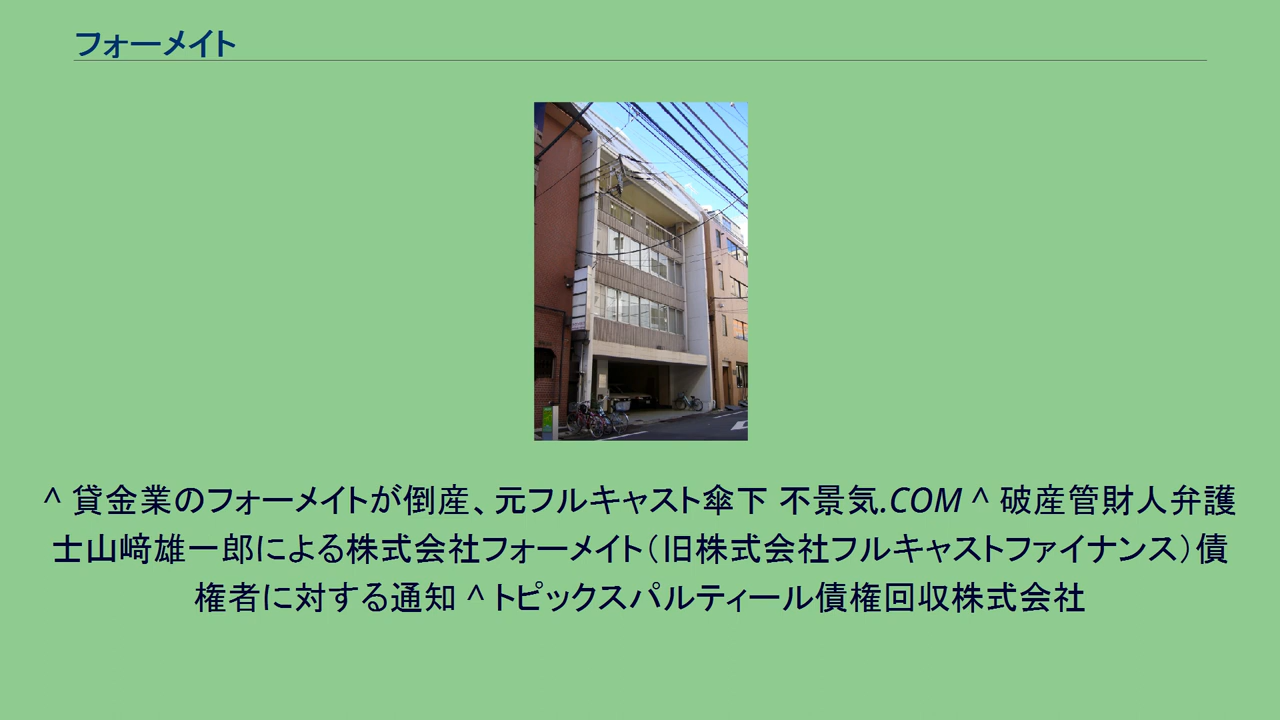 フォーメイト
^ 貸金業のフォーメイトが倒産、元フルキャスト傘下 不景気.COM ^ 破産管財人弁護
士山﨑雄一郎による株式会社フォーメイト（旧株式会社フルキャストファイナンス）債
権者に対する通知 ^ トピックスパルティール債権回収株式会社